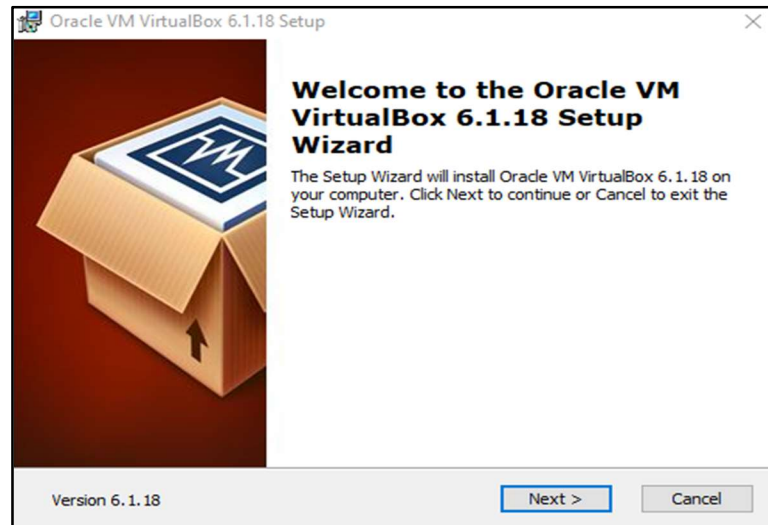 Oracle VM VirtualBox 6.1.18 Setup
Welcome to the Oracle VM
VirtualBox 6.1.18 Setup
Wizard
The Setup Wizard will install Oracle VM VirtualBox 6.1.18 on
your computer. Click Next to continue or Cancel to exit the
Setup Wizard.
Version 6.1.18
Next >
Cancel